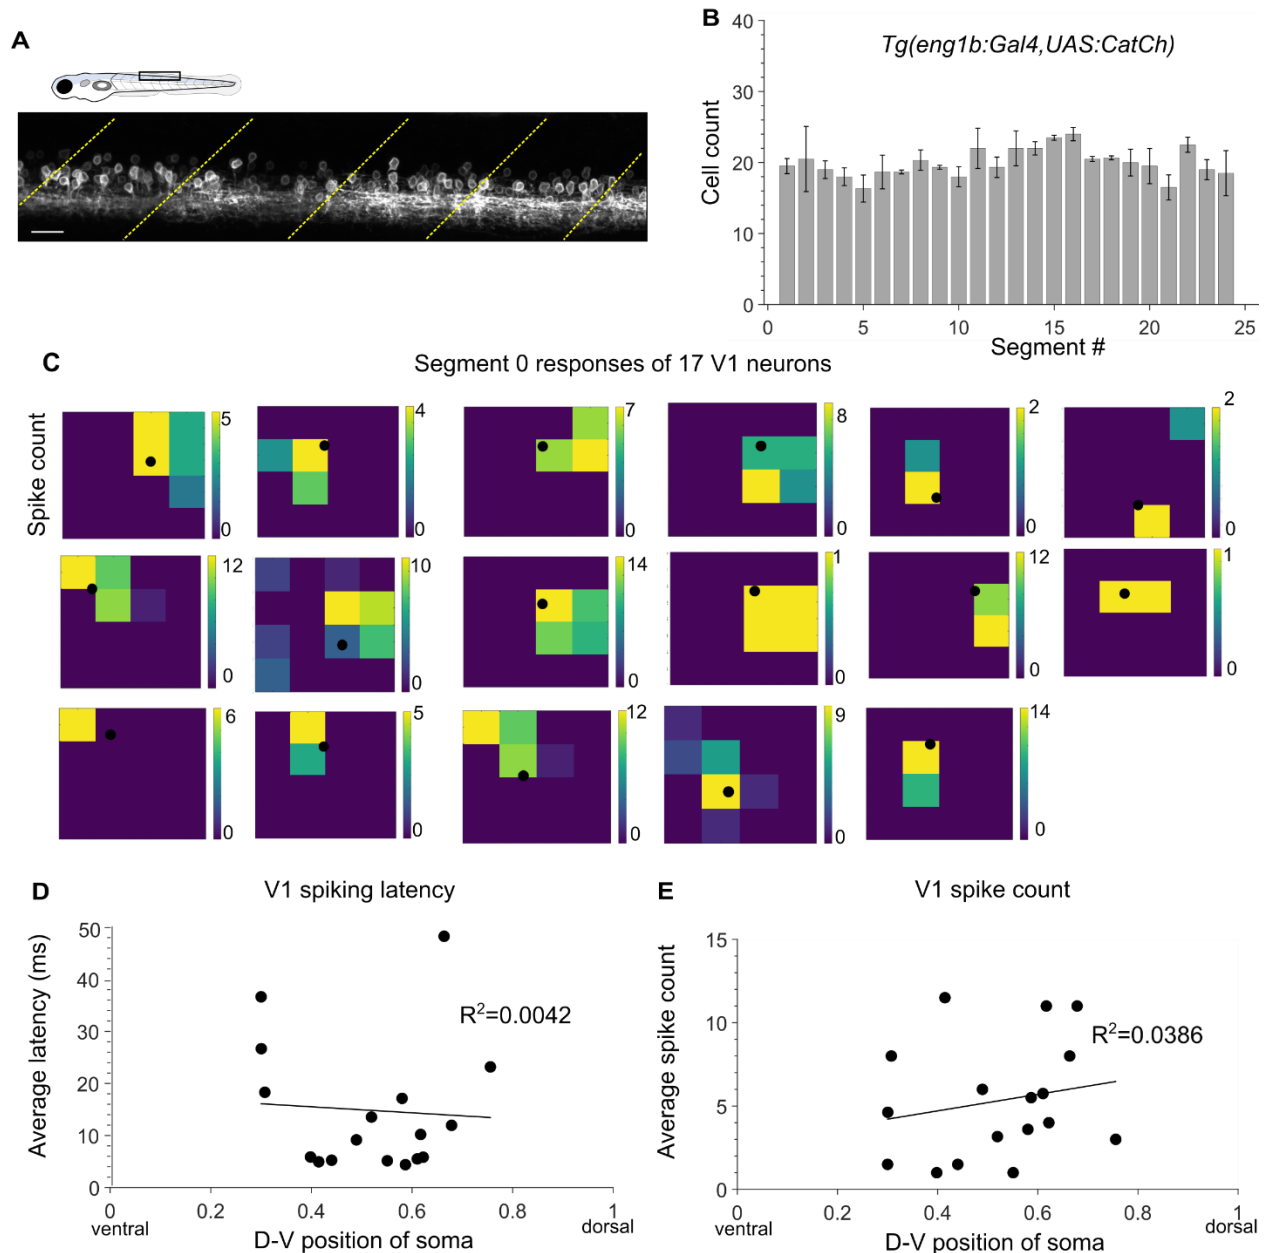 A
B
Tg(eng1b:Gal4,UAS:CatCh)
Cell count
40
30
20
10
0
0 5 10 15 20 25
Segment #
C
Segment 0 responses of 17 V1 neurons
Spike count
5 0
4 0
7 0
8 0
2 0
2 0
12 0
10 0
14 0
1 0
12 0
1 0
6 0
5 0
12 0
9 0
14 0
D
V1 spiking latency
Average latency (ms)
50
40
30
20
10
0
R²=0.0042
0 0.2 0.4 0.6 0.8 1
ventral dorsal
D-V position of soma
E
V1 spike count
Average spike count
15
10
5
0
R²=0.0386
0 0.2 0.4 0.6 0.8 1
ventral dorsal
D-V position of soma